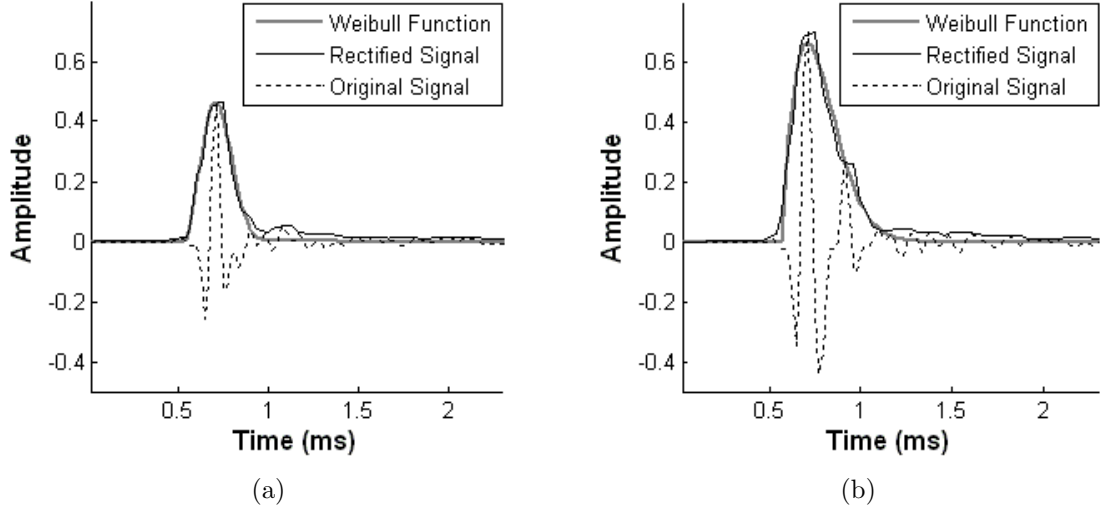 Weibull Function
Rectified Signal
Original Signal
0.6
0.4
0.2
0
-0.2
-0.4
Amplitude
0.5 1 1.5 2
Time (ms)
(a)
Weibull Function
Rectified Signal
Original Signal
0.6
0.4
0.2
0
-0.2
-0.4
Amplitude
0.5 1 1.5 2
Time (ms)
(b)